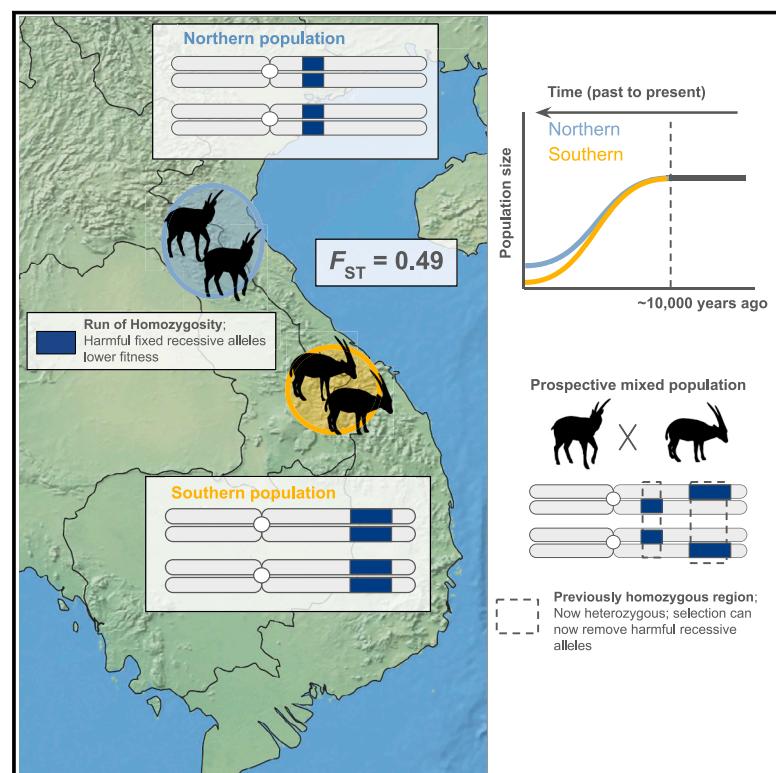 Northern population
F_ST = 0.49
Run of Homozygosity;
Harmful fixed recessive alleles
lower fitness
Southern population
Time (past to present)
Northern
Southern
Population size
~10,000 years ago
Prospective mixed population
Previously homozygous region;
Now heterozygous; selection can
now remove harmful recessive
alleles